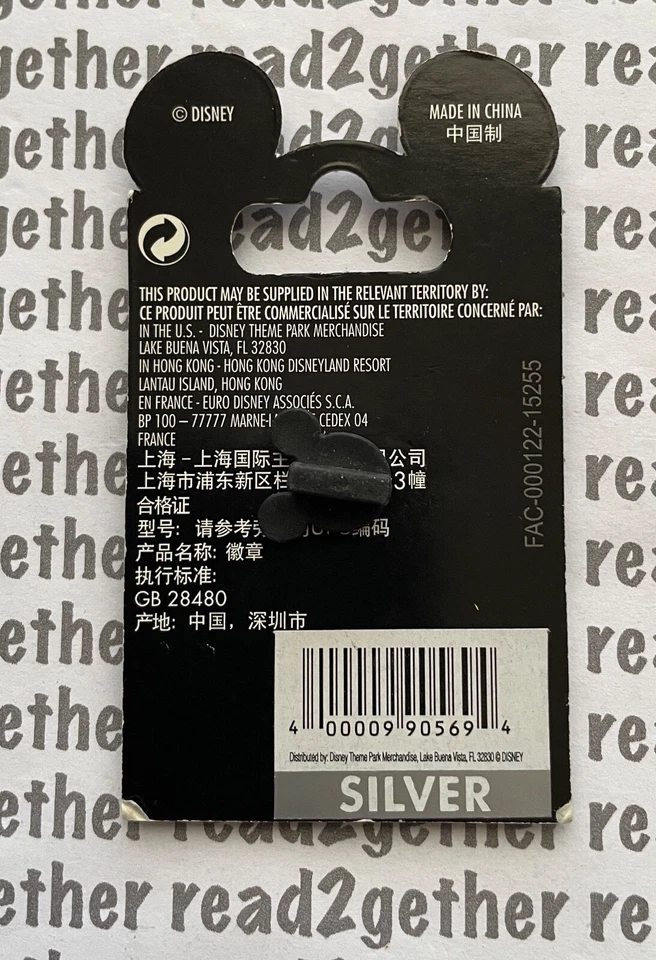 © DISNEY
MADE IN CHINA
中国制
THIS PRODUCT MAY BE SUPPLIED IN THE RELEVANT TERRITORY BY:
CE PRODUIT PEUT ÊTRE COMMERCIALISÉ SUR LE TERRITOIRE CONCERNÉ PAR:
IN THE U.S. - DISNEY THEME PARK MERCHANDISE
LAKE BUENA VISTA, FL 32830
IN HONG KONG - HONG KONG DISNEYLAND RESORT
LANTAU ISLAND, HONG KONG
EN FRANCE - EURO DISNEY ASSOCIÉS S.C.A.
BP 100 – 77777 CEDEX 04
FRANCE
上海 – 上海国际 公司
上海市浦东新区 3幢
合格证
型号: 请参考 编码
产品名称: 徽章
执行标准:
GB 28480
产地: 中国, 深圳市
FAC-000122-15255
4 00009 90569 4
Distributed by: Disney Theme Park Merchandise, Lake Buena Vista, FL 32830 © DISNEY
SILVER
read2gether